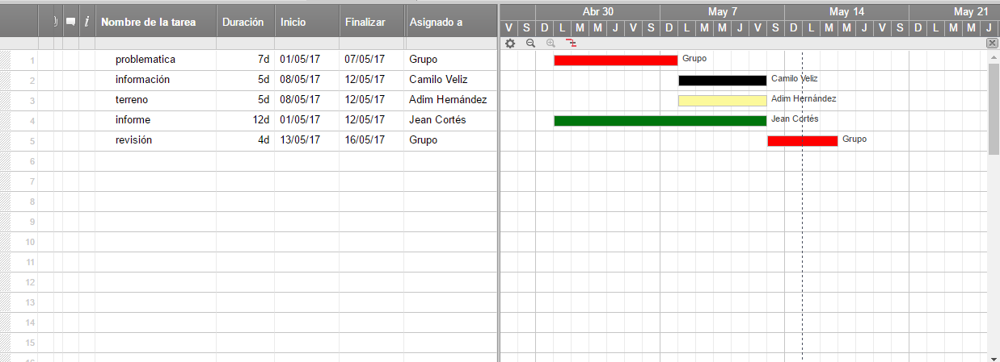 Abr 30 May 7 May 14 May 21
i Nombre de la tarea Duración Inicio Finalizar Asignado a
V S D L M M J V S D L M M J V S D L M M J V S D L M M J
1 problematica 7d 01/05/17 07/05/17 Grupo Grupo
2 información 5d 08/05/17 12/05/17 Camilo Veliz Camilo Veliz
3 terreno 5d 08/05/17 12/05/17 Adim Hernández Adim Hernández
4 informe 12d 01/05/17 12/05/17 Jean Cortés Jean Cortés
5 revisión 4d 13/05/17 16/05/17 Grupo Grupo
6
7
8
9
10
11
12
13
14
15